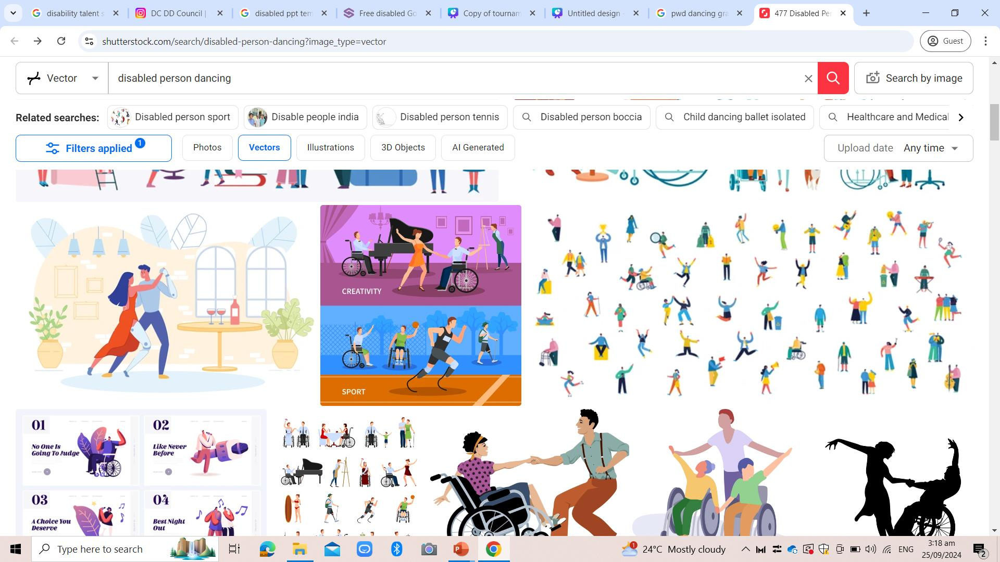 disability talent s
DC DD Council |
disabled ppt tem
Free disabled Go
Copy of tournam
Untitled design -
pwd dancing gra
477 Disabled Per
shutterstock.com/search/disabled-person-dancing?image_type=vector
Guest
Vector
disabled person dancing
Search by image
Related searches:
Disabled person sport
Disable people india
Disabled person tennis
Disabled person boccia
Child dancing ballet isolated
Healthcare and Medical
Filters applied 1
Photos
Vectors
Illustrations
3D Objects
AI Generated
Upload date Any time
CREATIVITY
SPORT
01
No One Is
Going To Judge
02
Like Never
Before
03
A Choice You
Deserve
04
Best Night
Out
Type here to search
1
24°C Mostly cloudy
ENG
3:18 am
25/09/2024
2